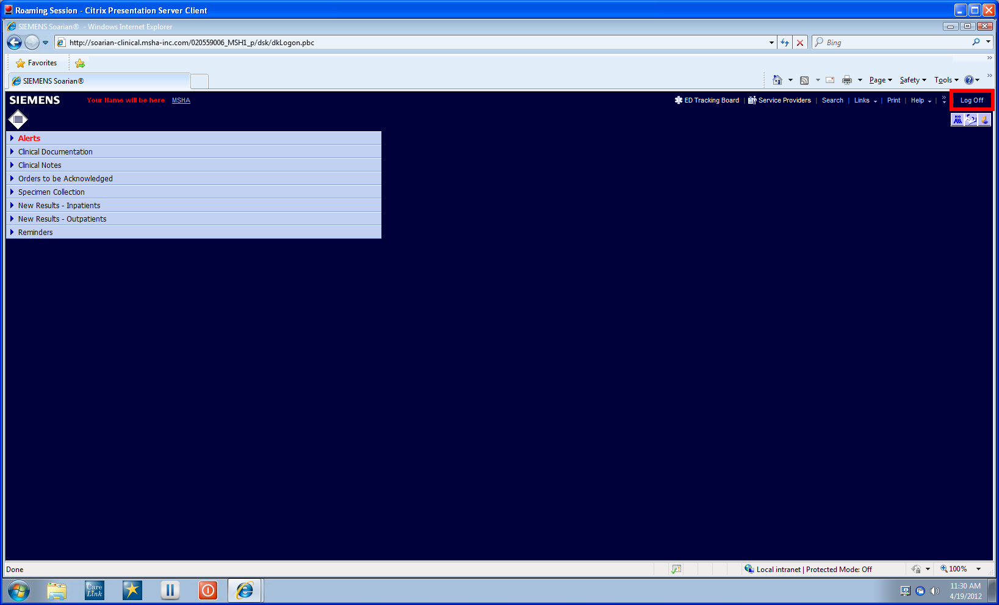 Roaming Session - Citrix Presentation Server Client
SIEMENS Soarian® - Windows Internet Explorer
http://soarian-clinical.msha-inc.com/020559006_MSH1_p/dsk/dkLogon.pbc
Bing
Favorites
SIEMENS Soarian®
Page
Safety
Tools
SIEMENS
Your Name will be here MSHA
ED Tracking Board | Service Providers | Search | Links | Print | Help | Log Off
Alerts
Clinical Documentation
Clinical Notes
Orders to be Acknowledged
Specimen Collection
New Results - Inpatients
New Results - Outpatients
Reminders
Done
Local intranet | Protected Mode: Off
100%
Care Link
11:30 AM
4/19/2012